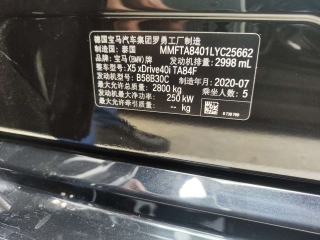 德国宝马汽车集团罗勇工厂制造
制造国：泰国 MMFTA8401LYC25662
品牌：宝马(BMW)牌 发动机排量：2998 mL
整车型号：X5 xDrive40i TA84F
发动机型号：B58B30C 制造年月：2020-07
最大允许总质量：2800 kg 乘坐人数：5
发动机最大净功率：250 kW
最大允许牵引质量：-- kg